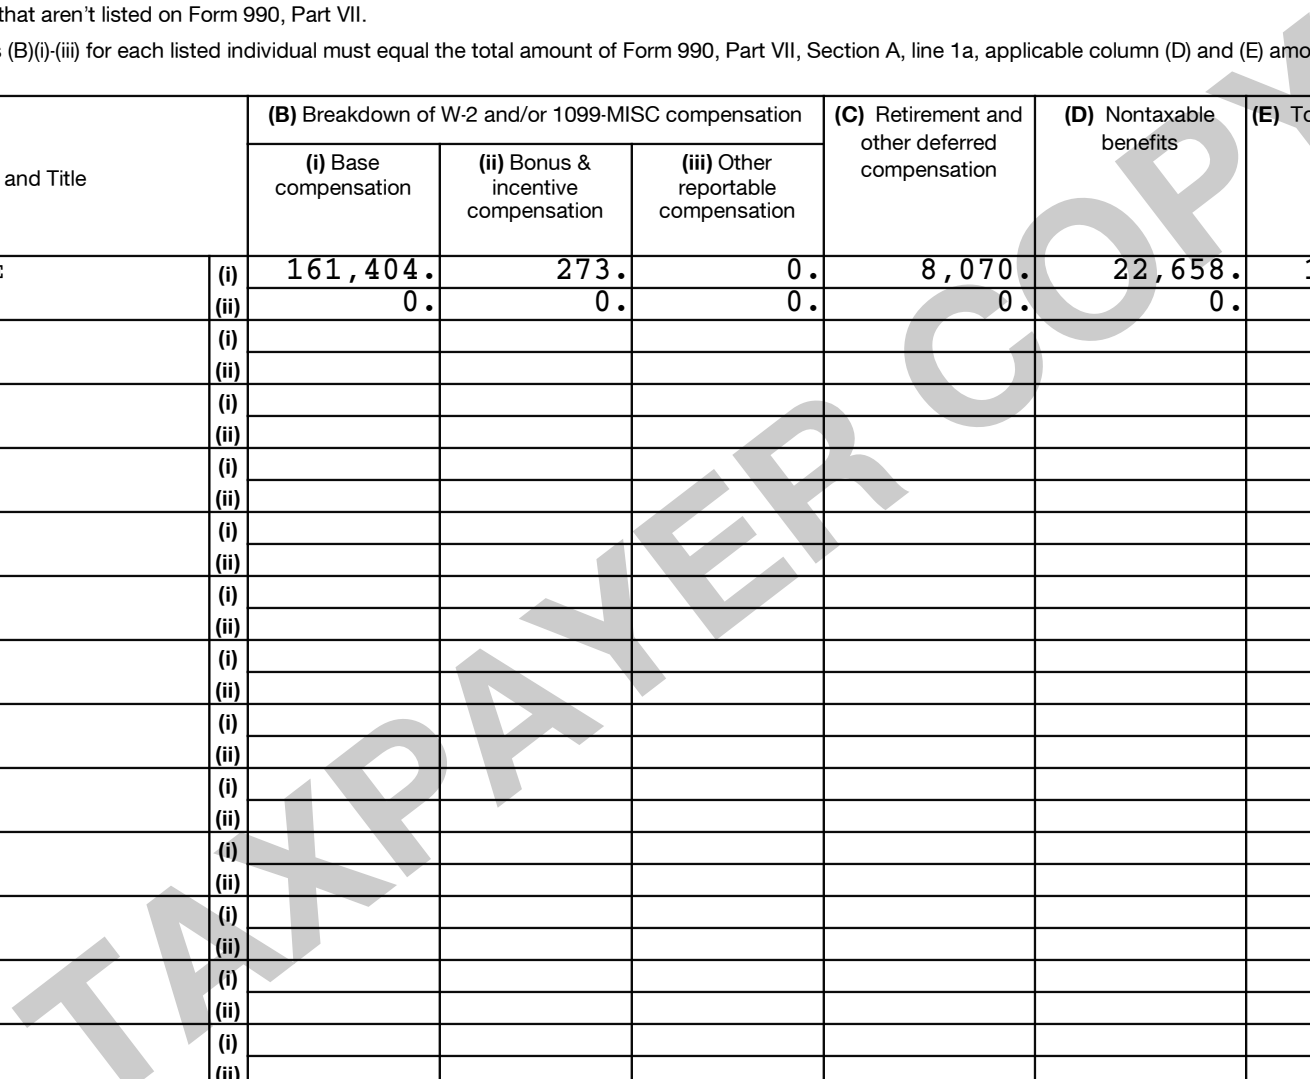 that aren't listed on Form 990, Part VII.
(B)(i)-(iii) for each listed individual must equal the total amount of Form 990, Part VII, Section A, line 1a, applicable column (D) and (E)
(B) Breakdown of W-2 and/or 1099-MISC compensation (C) Retirement and other deferred compensation (D) Nontaxable benefits (E)
and Title (i) Base compensation (ii) Bonus & incentive compensation (iii) Other reportable compensation
(i) 161,404. 273. 0. 8,070. 22,658.
(ii) 0. 0. 0. 0. 0.
(i)
(ii)
(i)
(ii)
(i)
(ii)
(i)
(ii)
(i)
(ii)
(i)
(ii)
(i)
(ii)
(i)
(ii)
(i)
(ii)
(i)
(ii)
(i)
(ii)
(i)
(ii)
TAXPAYER COPY